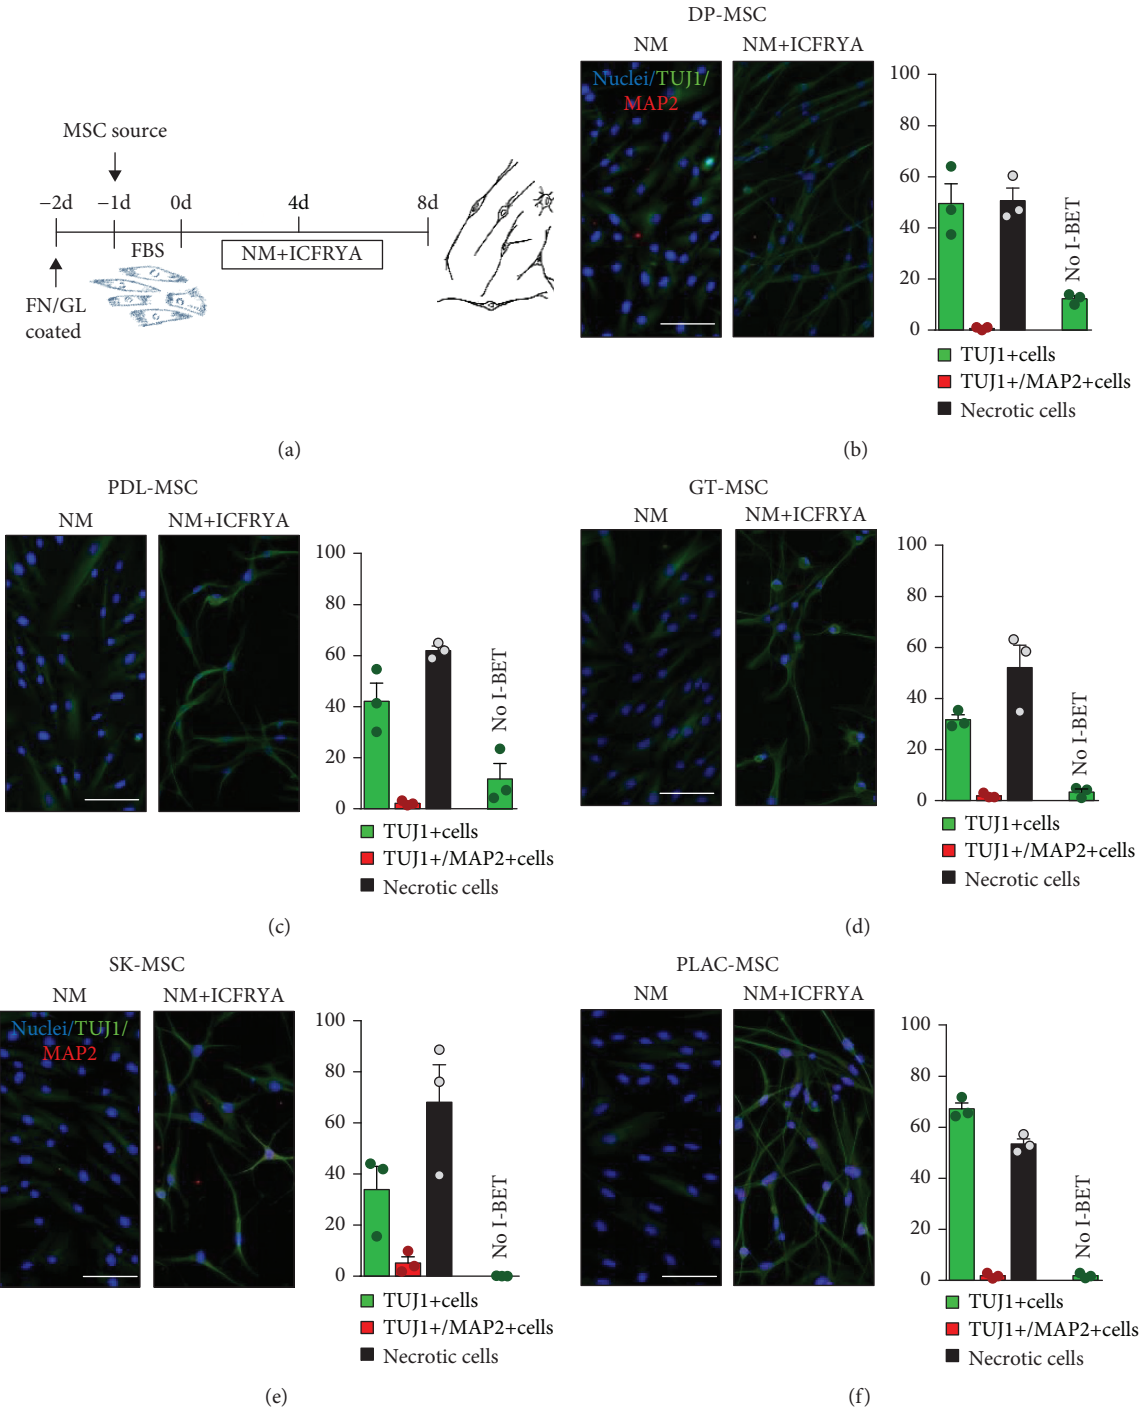 MSC source
−2d −1d 0d 4d 8d
FBS
NM+ICFRYA
FN/GL
coated
(a)
DP-MSC
NM NM+ICFRYA
Nuclei/TUJ1/
MAP2
100
80
60
40
20
0
No I-BET
TUJ1+cells
TUJ1+/MAP2+cells
Necrotic cells
(b)
PDL-MSC
NM NM+ICFRYA
100
80
60
40
20
0
No I-BET
TUJ1+cells
TUJ1+/MAP2+cells
Necrotic cells
(c)
GT-MSC
NM NM+ICFRYA
100
80
60
40
20
0
No I-BET
TUJ1+cells
TUJ1+/MAP2+cells
Necrotic cells
(d)
SK-MSC
NM NM+ICFRYA
Nuclei/TUJ1/
MAP2
100
80
60
40
20
0
No I-BET
TUJ1+cells
TUJ1+/MAP2+cells
Necrotic cells
(e)
PLAC-MSC
NM NM+ICFRYA
100
80
60
40
20
0
No I-BET
TUJ1+cells
TUJ1+/MAP2+cells
Necrotic cells
(f)